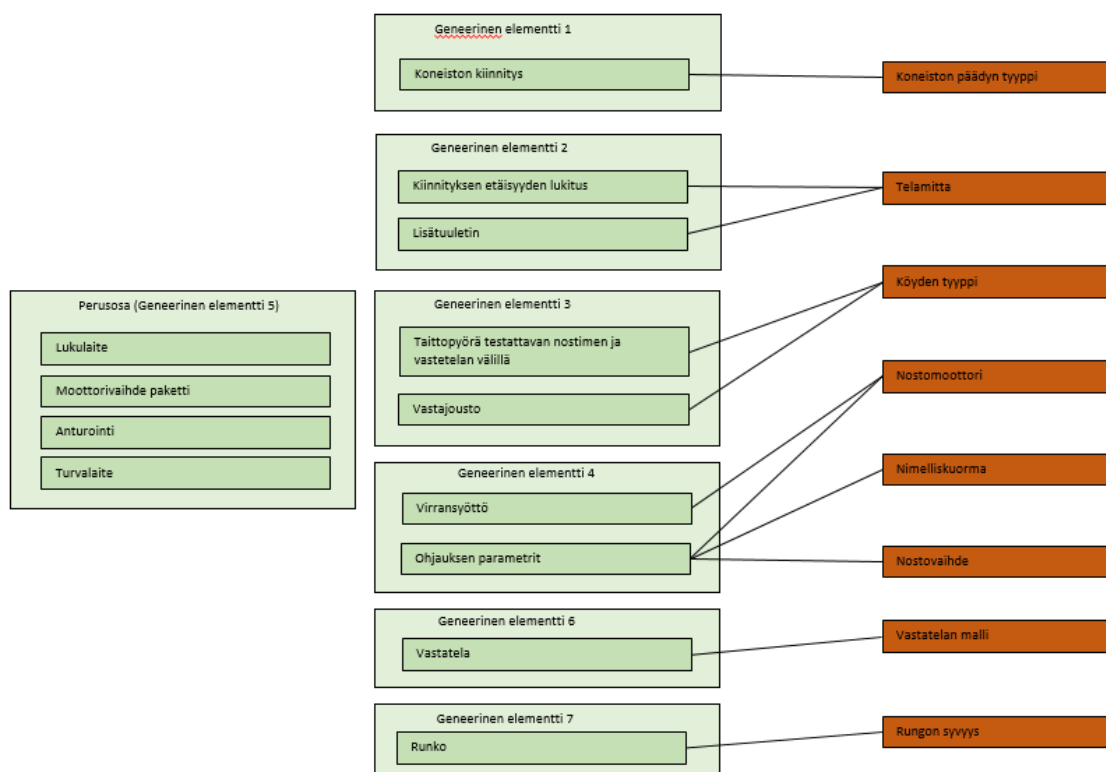 Geneerinen elementti 1
Koneiston kiinnitys
Koneiston päädyn tyyppi
Geneerinen elementti 2
Kiinnityksen etäisyyden lukitus
Telamitta
Lisätuuletin
Köyden tyyppi
Perusosa (Geneerinen elementti 5)
Lukulaite
Moottorivaihde paketti
Anturointi
Turvalaite
Geneerinen elementti 3
Taittopyörä testattavan nostimen ja
vastetelan välillä
Vastajousto
Nostomoottori
Geneerinen elementti 4
Virransyöttö
Ohjauksen parametrit
Nimelliskuorma
Nostovaihde
Geneerinen elementti 6
Vastatela
Vastatelan malli
Geneerinen elementti 7
Runko
Rungon syvyys